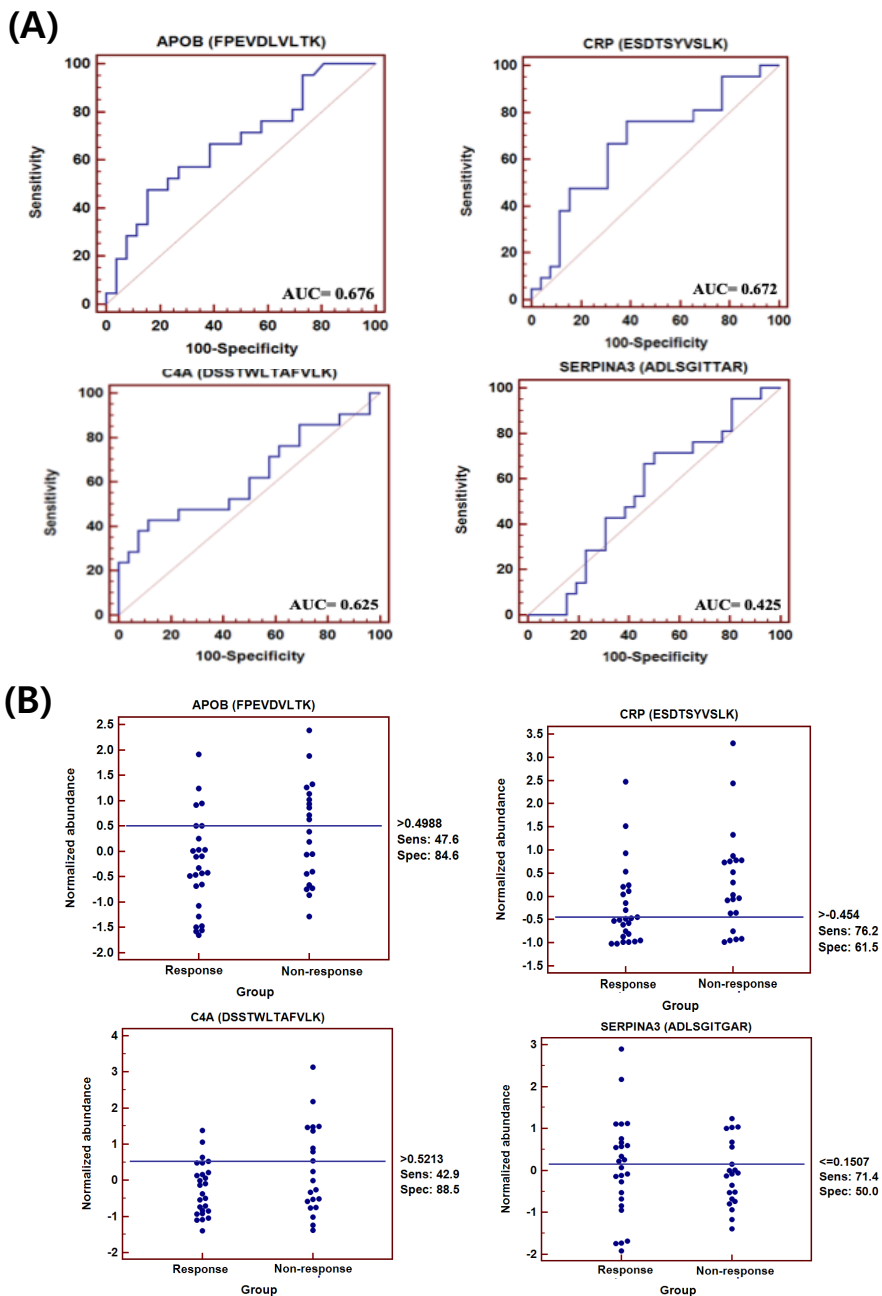 (A)
APOB (FPEVDLVLTK)
100
80
60
40
20
0
Sensitivity
AUC= 0.676
0 20 40 60 80 100
100-Specificity
CRP (ESDTSYVSLK)
100
80
60
40
20
0
Sensitivity
AUC= 0.672
0 20 40 60 80 100
100-Specificity
C4A (DSSTWLTAFVLK)
100
80
60
40
20
0
Sensitivity
AUC= 0.625
0 20 40 60 80 100
100-Specificity
SERPINA3 (ADLSGITTAR)
100
80
60
40
20
0
Sensitivity
AUC= 0.425
0 20 40 60 80 100
100-Specificity
(B)
APOB (FPEVDVLTK)
2.5
2.0
1.5
1.0
0.5
0.0
-0.5
-1.0
-1.5
-2.0
Normalized abundance
>0.4988
Sens: 47.6
Spec: 84.6
Response Non-response
Group
CRP (ESDTSYVSLK)
3.5
3.0
2.5
2.0
1.5
1.0
0.5
0.0
-0.5
-1.0
-1.5
Normalized abundance
>-0.454
Sens: 76.2
Spec: 61.5
Response Non-response
Group
C4A (DSSTWLTAFVLK)
4
3
2
1
0
-1
-2
Normalized abundance
>0.5213
Sens: 42.9
Spec: 88.5
Response Non-response
Group
SERPINA3 (ADLSGITGAR)
3
2
1
0
-1
-2
Normalized abundance
<=0.1507
Sens: 71.4
Spec: 50.0
Response Non-response
Group